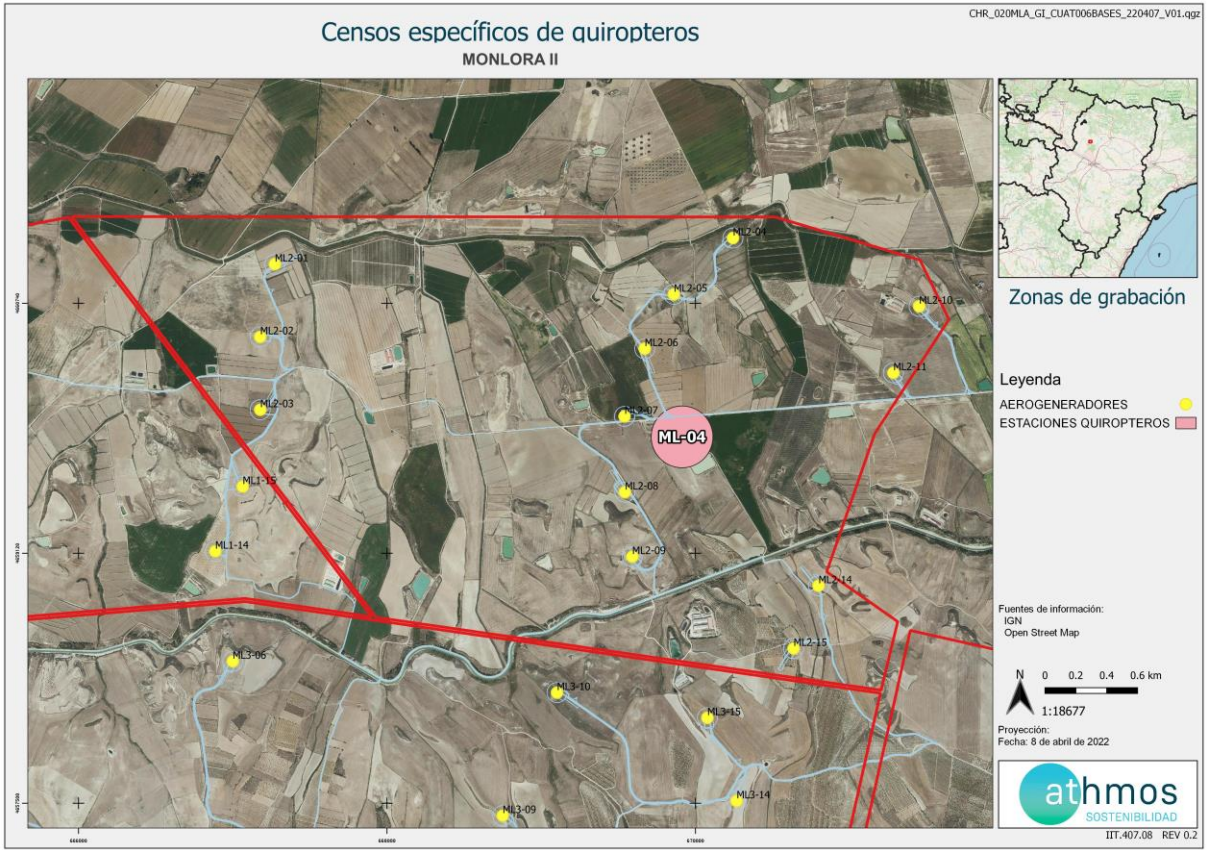 CHR_020MLA_GI_CUAT006BASES_220407_V01.qgz
Censos específicos de quiropteros
MONLORA II
ML2-01
ML2-02
ML2-03
ML1-15
ML1-14
ML2-04
ML2-05
ML2-06
ML2-07
ML-04
ML2-08
ML2-09
ML2-10
ML2-11
ML2-14
ML2-15
ML3-06
ML3-10
ML3-15
ML3-14
ML3-09
666000
668000
670000
Zonas de grabación
Leyenda
AEROGENERADORES
ESTACIONES QUIROPTEROS
Fuentes de información:
IGN
Open Street Map
N
0 0.2 0.4 0.6 km
1:18677
Proyección:
Fecha: 8 de abril de 2022
athmos
SOSTENIBILIDAD
IIT.407.08 REV 0.2